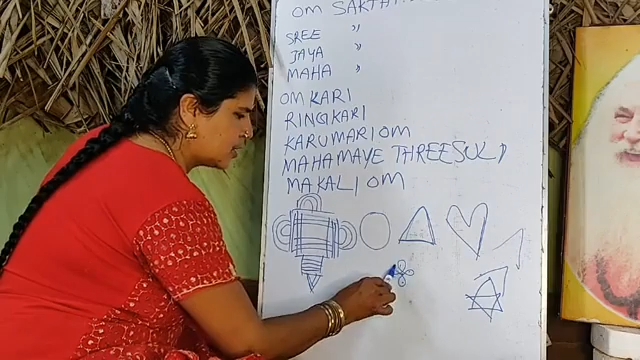 OM SAKTHI
SREE "
JAYA "
MAHA "
OM KARI
RINGKARI
KARUMARI OM
MAHAMAYE THREESULI
MAKALI OM